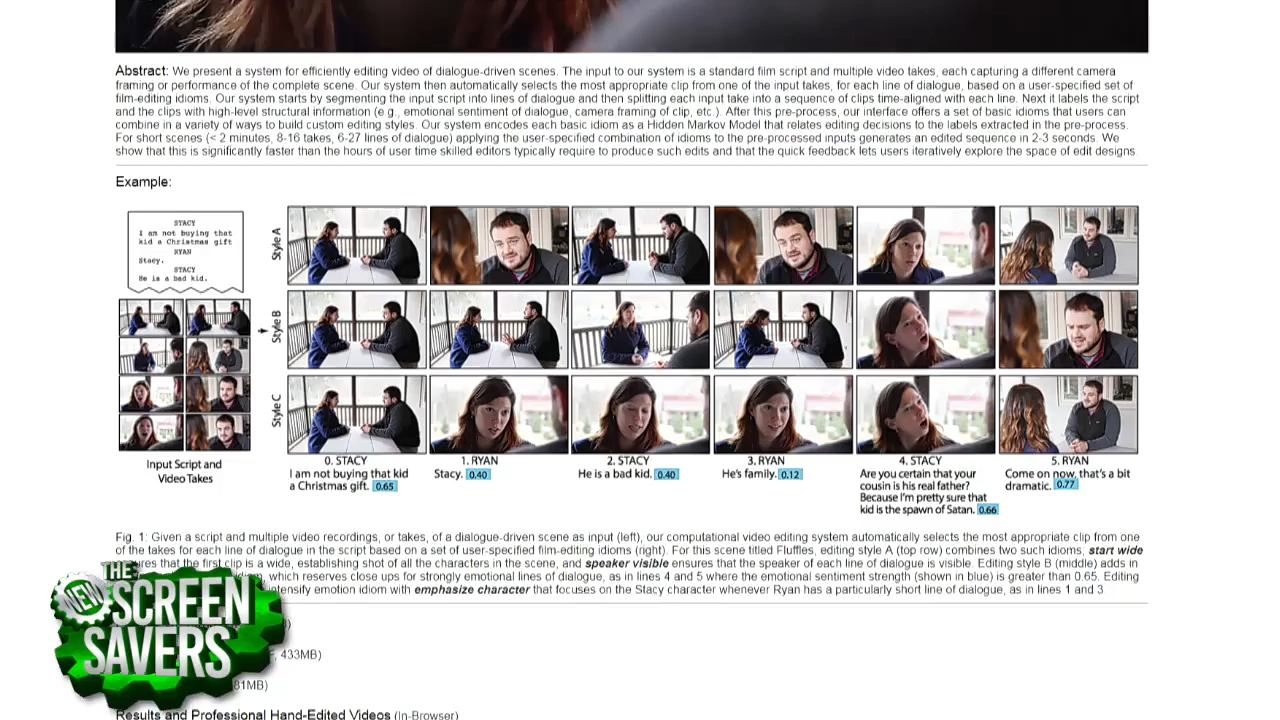 Abstract: We present a system for efficiently editing video of dialogue-driven scenes. The input to our system is a standard film script and multiple video takes, each capturing a different camera
framing or performance of the complete scene. Our system then automatically selects the most appropriate clip from one of the input takes, for each line of dialogue, based on a user-specified set of
film-editing idioms. Our system starts by segmenting the input script into lines of dialogue and then splitting each input take into a sequence of clips time-aligned with each line. Next it labels the script
and the clips with high-level structural information (e.g., emotional sentiment of dialogue, camera framing of clip, etc.). After this pre-process, our interface offers a set of basic idioms that users can
combine in a variety of ways to build custom editing styles. Our system encodes each basic idiom as a Hidden Markov Model that relates editing decisions to the labels extracted in the pre-process.
For short scenes (< 2 minutes, 8-16 takes, 6-27 lines of dialogue) applying the user-specified combination of idioms to the pre-processed inputs generates an edited sequence in 2-3 seconds. We
show that this is significantly faster than the hours of user time skilled editors typically require to produce such edits and that the quick feedback lets users iteratively explore the space of edit designs.
Example:
STACY
I am not buying that
kid a Christmas gift
RYAN
Stacy.
STACY
He is a bad kid.
Input Script and
Video Takes
Style A
Style B
Style C
0. STACY
I am not buying that kid
a Christmas gift. 0.65
1. RYAN
Stacy. 0.40
2. STACY
He is a bad kid. 0.40
3. RYAN
He's family. 0.12
4. STACY
Are you certain that your
cousin is his real father?
Because I'm pretty sure that
kid is the spawn of Satan. 0.66
5. RYAN
Come on now, that's a bit
dramatic. 0.77
Fig. 1: Given a script and multiple video recordings, or takes, of a dialogue-driven scene as input (left), our computational video editing system automatically selects the most appropriate clip from one
of the takes for each line of dialogue in the script based on a set of user-specified film-editing idioms (right). For this scene titled Fluffles, editing style A (top row) combines two such idioms, start wide
ures that the first clip is a wide, establishing shot of all the characters in the scene, and speaker visible ensures that the speaker of each line of dialogue is visible. Editing style B (middle) adds in
which reserves close ups for strongly emotional lines of dialogue, as in lines 4 and 5 where the emotional sentiment strength (shown in blue) is greater than 0.65. Editing
ntensify emotion idiom with emphasize character that focuses on the Stacy character whenever Ryan has a particularly short line of dialogue, as in lines 1 and 3.
, 433MB)
81MB)
Results and Professional Hand-Edited Videos (In-Browser)
THE
NEW
SCREEN
SAVERS